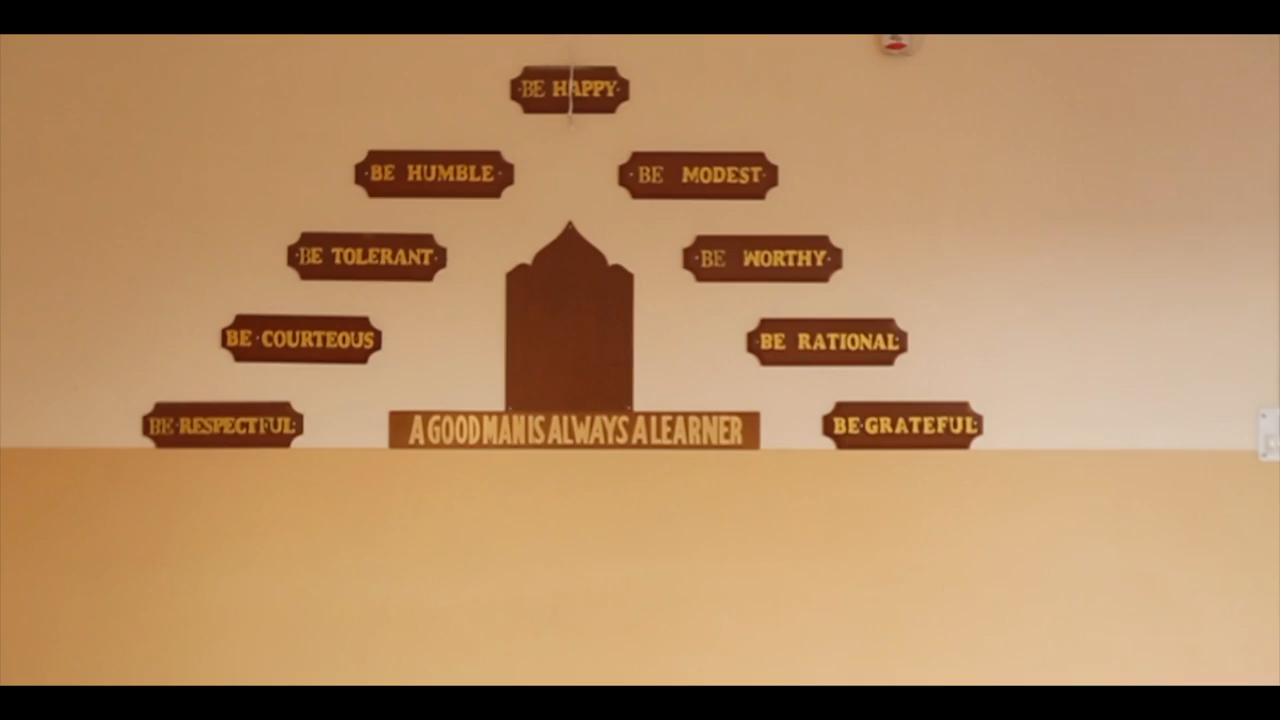 BE HAPPY
BE HUMBLE
BE MODEST
BE TOLERANT
BE WORTHY
BE COURTEOUS
BE RATIONAL
BE RESPECTFUL
A GOOD MAN IS ALWAYS A LEARNER
BE GRATEFUL